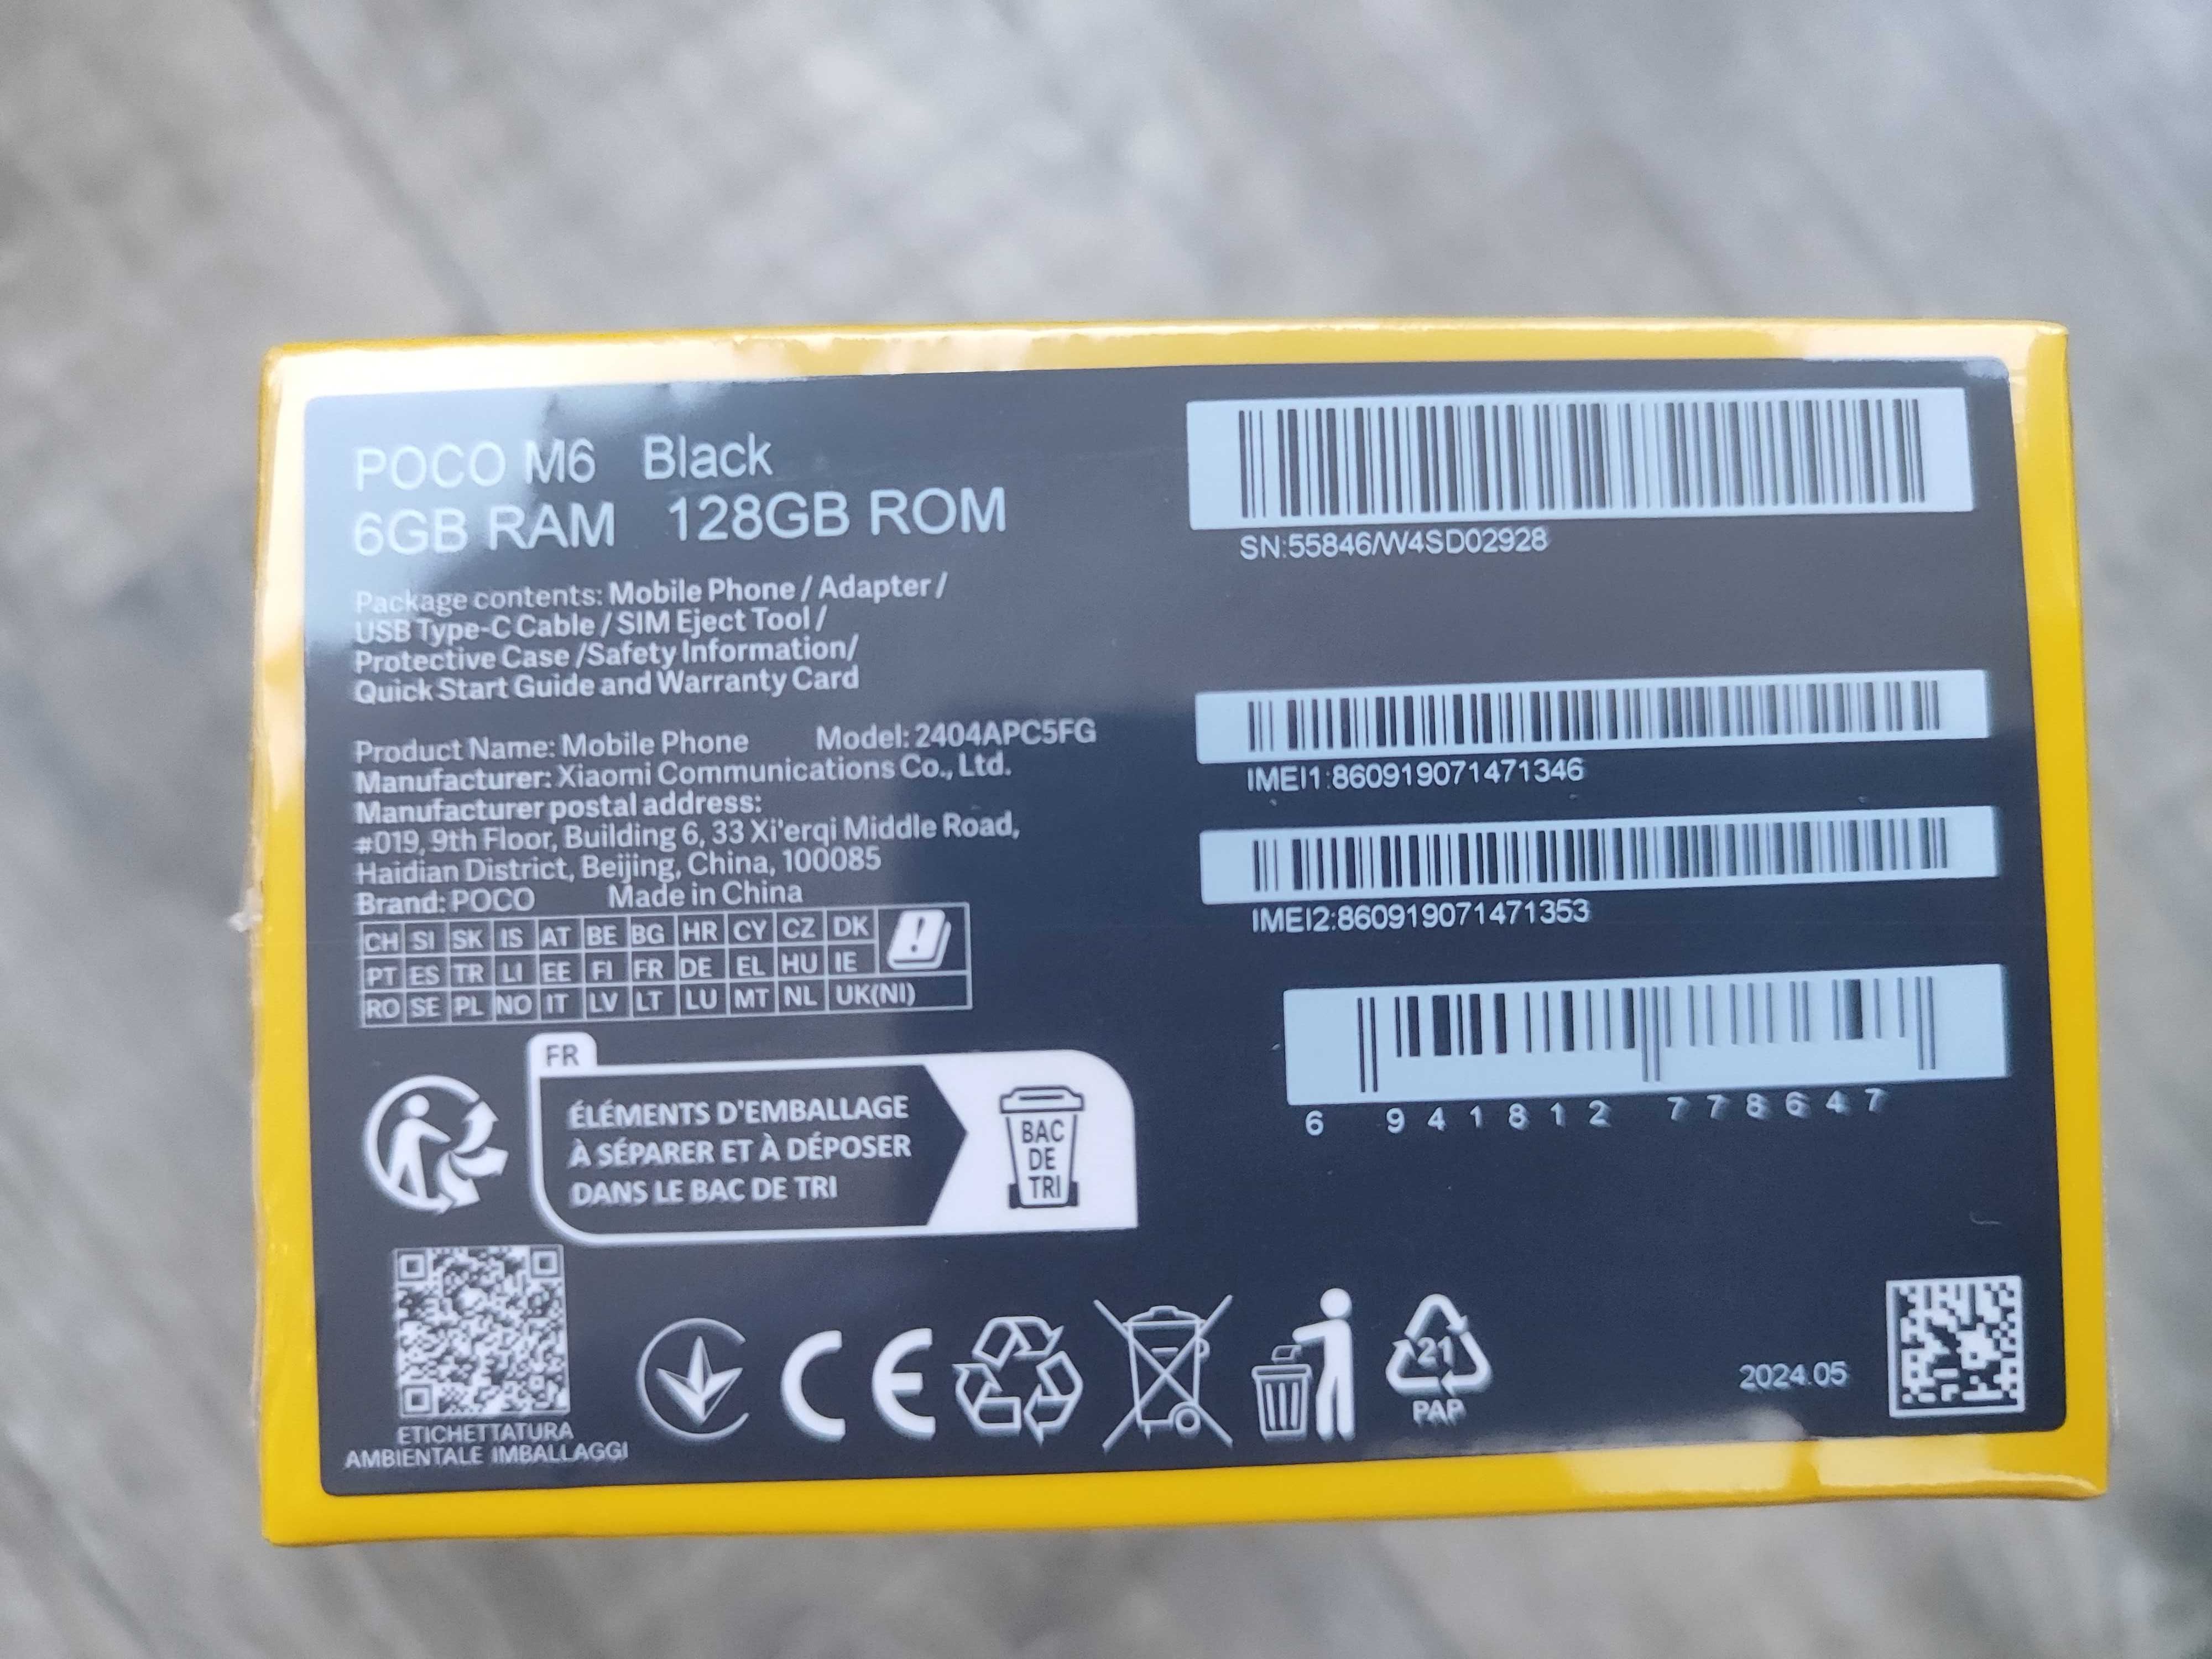 POCO M6 Black
6GB RAM 128GB ROM
Package contents: Mobile Phone / Adapter /
USB Type-C Cable / SIM Eject Tool /
Protective Case /Safety Information/
Quick Start Guide and Warranty Card
Product Name: Mobile Phone Model: 2404APC5FG
Manufacturer: Xiaomi Communications Co., Ltd.
Manufacturer postal address:
#019, 9th Floor, Building 6, 33 Xi'erqi Middle Road,
Haidian District, Beijing, China, 100085
Brand: POCO Made in China
CH SI SK IS AT BE BG HR CY CZ DK
PT ES TR LI EE FI FR DE EL HU IE
RO SE PL NO IT LV LT LU MT NL UK(NI)
FR
ÉLÉMENTS D'EMBALLAGE
À SÉPARER ET À DÉPOSER
DANS LE BAC DE TRI
BAC
DE
TRI
ETICHETTATURA
AMBIENTALE IMBALLAGGI
CE
21
PAP
SN:55846/W4SD02928
IMEI1:860919071471346
IMEI2:860919071471353
6 941812 778647
2024.05